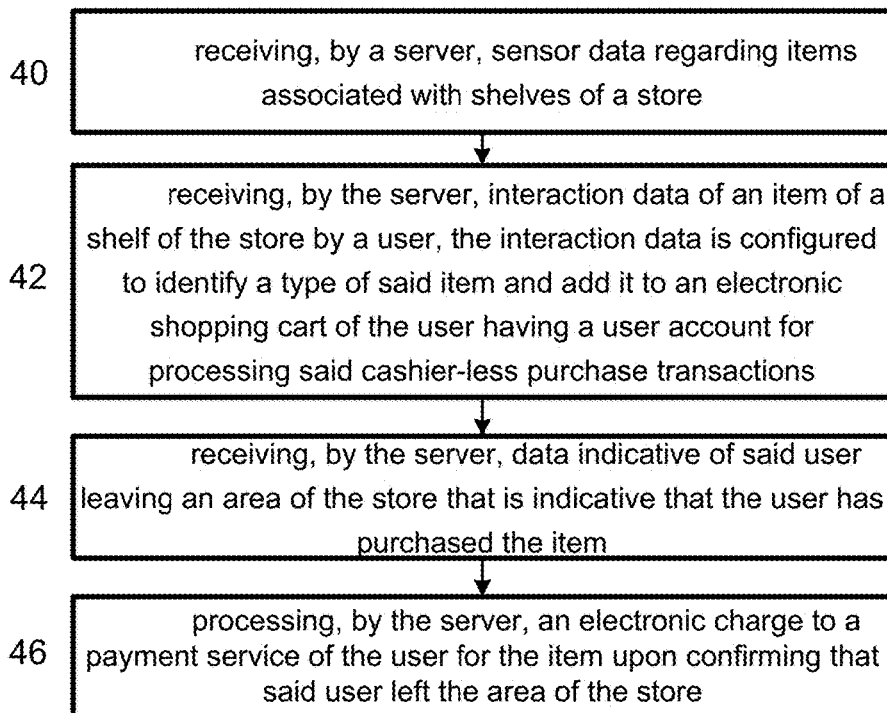 40
receiving, by a server, sensor data regarding items
associated with shelves of a store
42
receiving, by the server, interaction data of an item of a
shelf of the store by a user, the interaction data is configured
to identify a type of said item and add it to an electronic
shopping cart of the user having a user account for
processing said cashier-less purchase transactions
44
receiving, by the server, data indicative of said user
leaving an area of the store that is indicative that the user has
purchased the item
46
processing, by the server, an electronic charge to a
payment service of the user for the item upon confirming that
said user left the area of the store